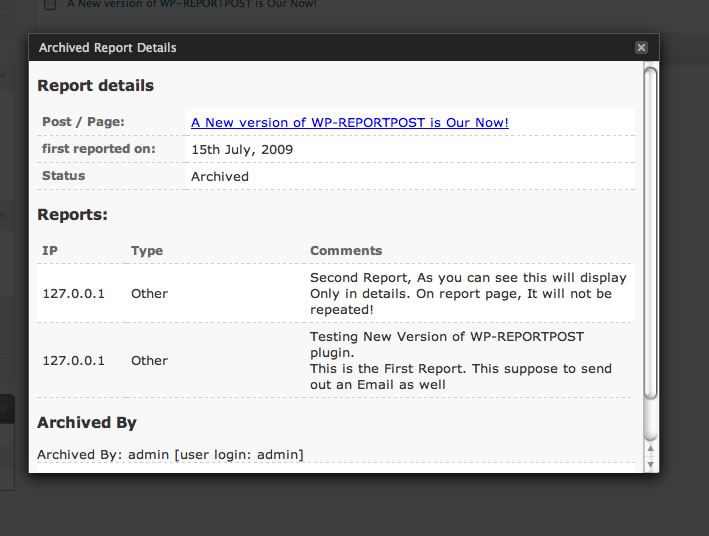 A New version of WP-REPORTPOST is Our Now!
Archived Report Details
Report details
Post / Page: A New version of WP-REPORTPOST is Our Now!
first reported on: 15th July, 2009
Status Archived
Reports:
IP Type Comments
127.0.0.1 Other Second Report, As you can see this will display
Only in details. On report page, It will not be
repeated!
127.0.0.1 Other Testing New Version of WP-REPORTPOST
plugin.
This is the First Report. This suppose to send
out an Email as well
Archived By
Archived By: admin [user login: admin]